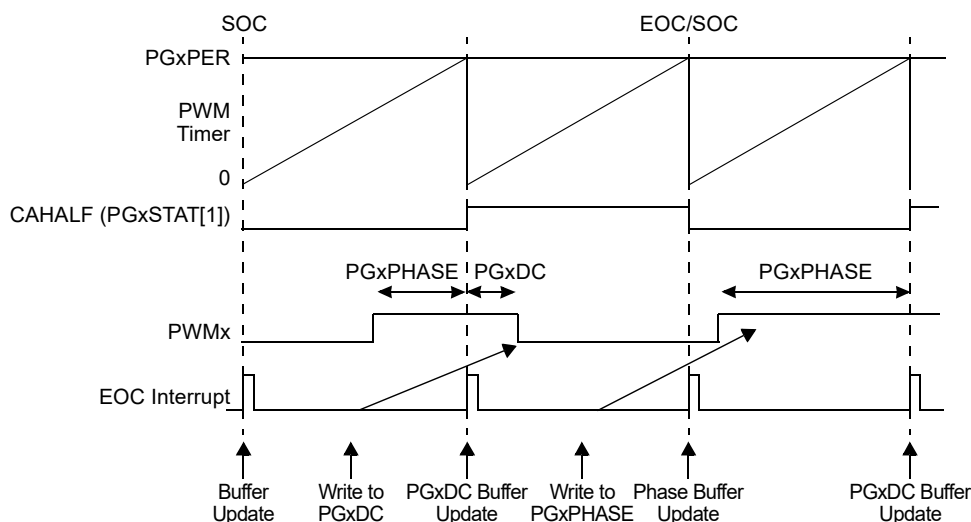 SOC
EOC/SOC
PGxPER
PWM
Timer
0
CAHALF (PGxSTAT[1])
PGxPHASE
PGxDC
PGxPHASE
PWMx
EOC Interrupt
Buffer
Update
Write to
PGxDC
PGxDC Buffer
Update
Write to
PGxPHASE
Phase Buffer
Update
PGxDC Buffer
Update